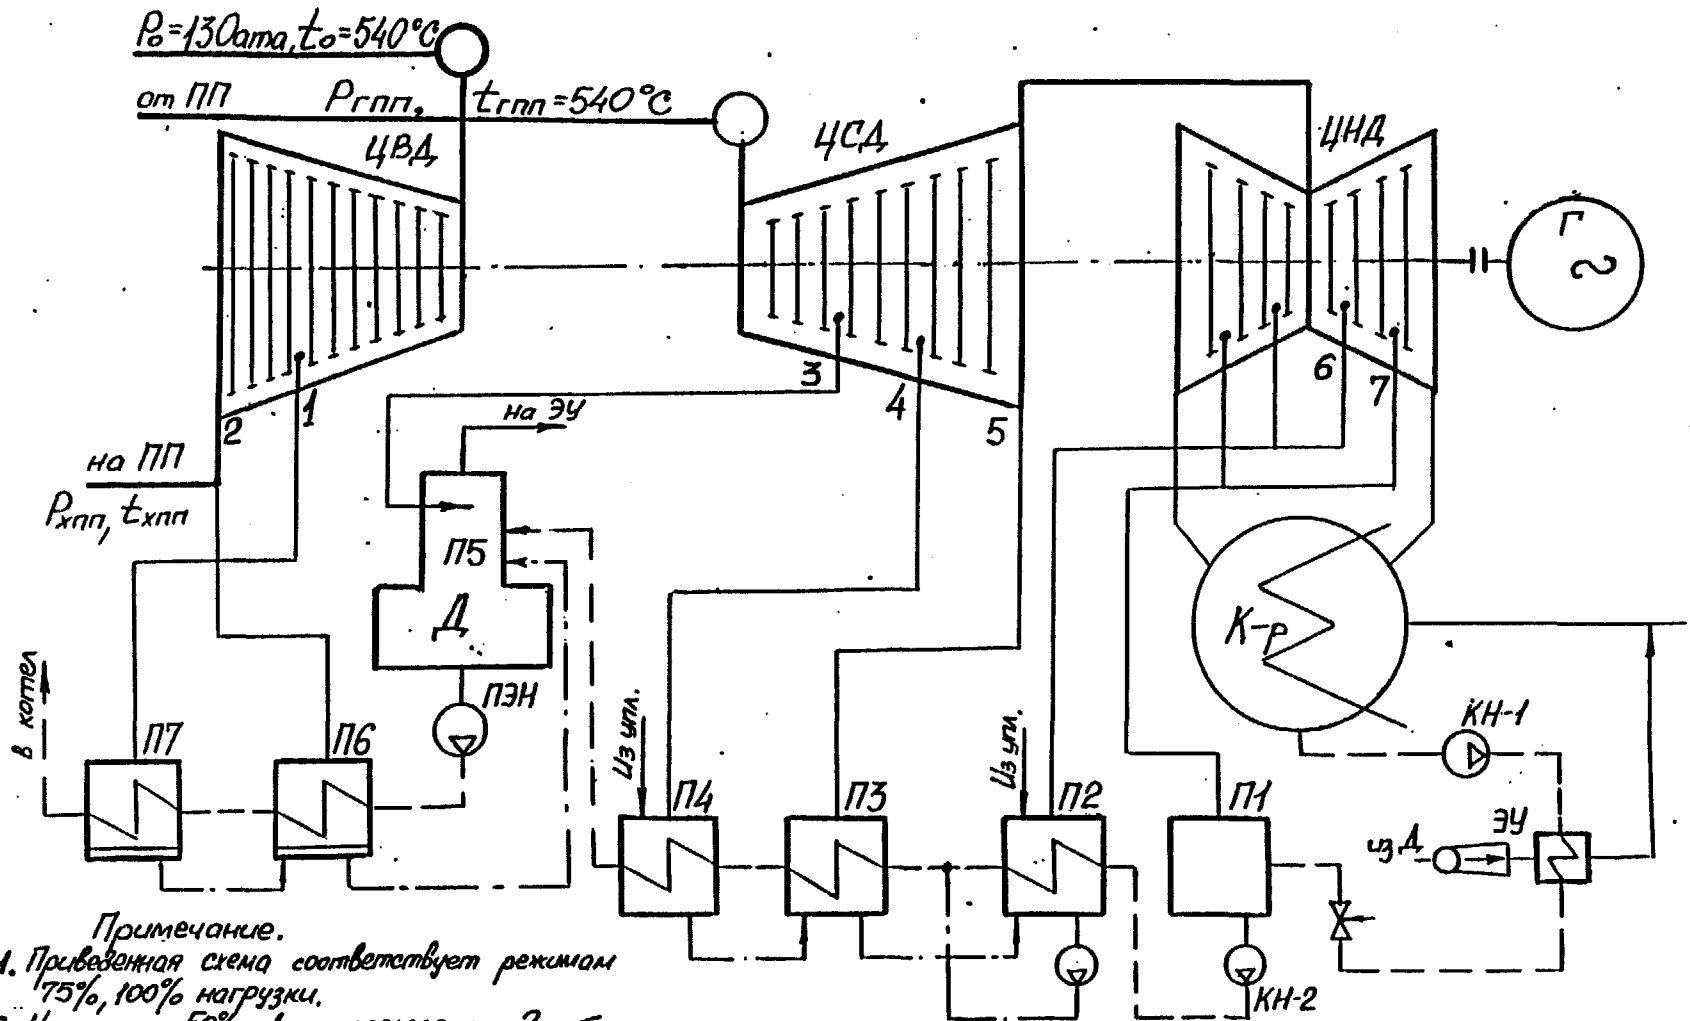 P₀=130ата, t₀=540°C
от ПП Pгпп, tгпп=540°C
ЦВД
ЦСД
ЦНД
Г
1
2
3
4
5
6
7
на ПП
Pхпп, tхпп
на ЭУ
П5
Д
ПЭН
К-р
в котел
П7
П6
Из упл.
П4
П3
Из упл.
П2
П1
КН-1
ЭУ
из Д
КН-2
Примечание.
1. Приведенная схема соответствует режимам
75%, 100% нагрузки.
50%